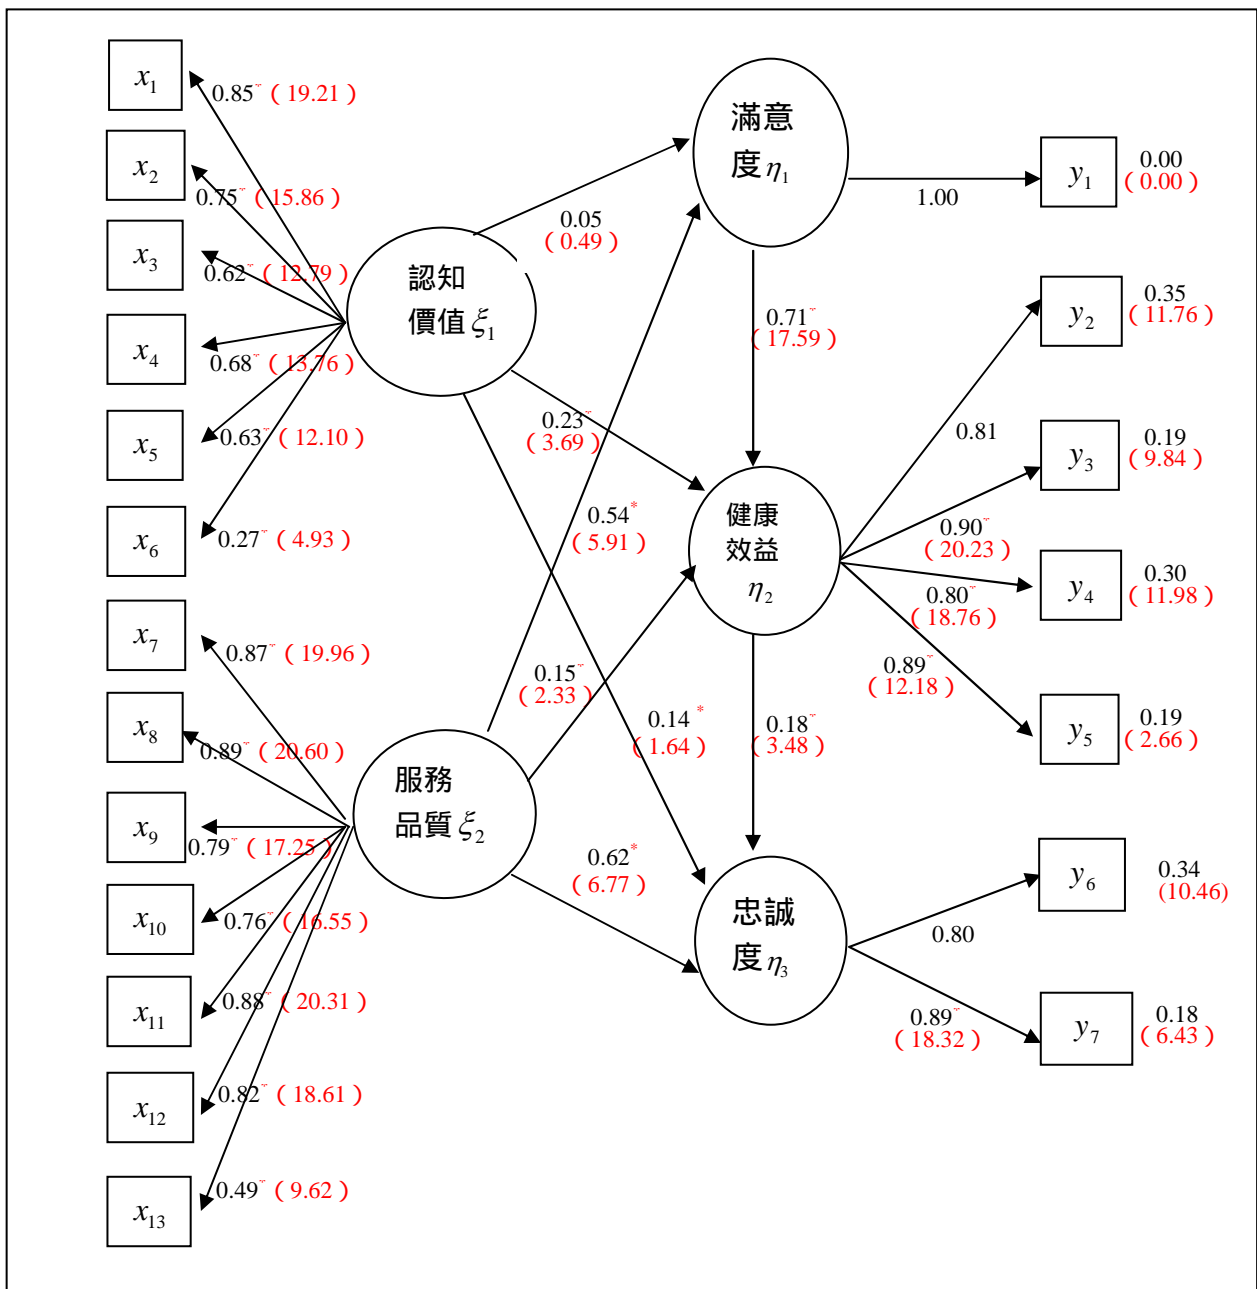 x₁
0.85* ( 19.21 )
x₂
0.75* ( 15.86 )
x₃
0.62* ( 12.79 )
x₄
0.68* ( 13.76 )
x₅
0.63* ( 12.10 )
x₆
0.27* ( 4.93 )
x₇
0.87* ( 19.96 )
x₈
0.89* ( 20.60 )
x₉
0.79* ( 17.25 )
x₁₀
0.76* ( 16.55 )
x₁₁
0.88* ( 20.31 )
x₁₂
0.82* ( 18.61 )
x₁₃
0.49* ( 9.62 )
認知
價值 ξ₁
服務
品質 ξ₂
0.05
( 0.49 )
0.23*
( 3.69 )
0.54*
( 5.91 )
0.15*
( 2.33 )
0.14*
( 1.64 )
0.62*
( 6.77 )
滿意
度 η₁
0.71*
( 17.59 )
健康
效益
η₂
0.18*
( 3.48 )
忠誠
度 η₃
1.00
0.81
0.90*
( 20.23 )
0.80*
( 18.76 )
0.89*
( 12.18 )
0.80
0.89*
( 18.32 )
y₁
0.00
( 0.00 )
y₂
0.35
( 11.76 )
y₃
0.19
( 9.84 )
y₄
0.30
( 11.98 )
y₅
0.19
( 2.66 )
y₆
0.34
(10.46)
y₇
0.18
( 6.43 )